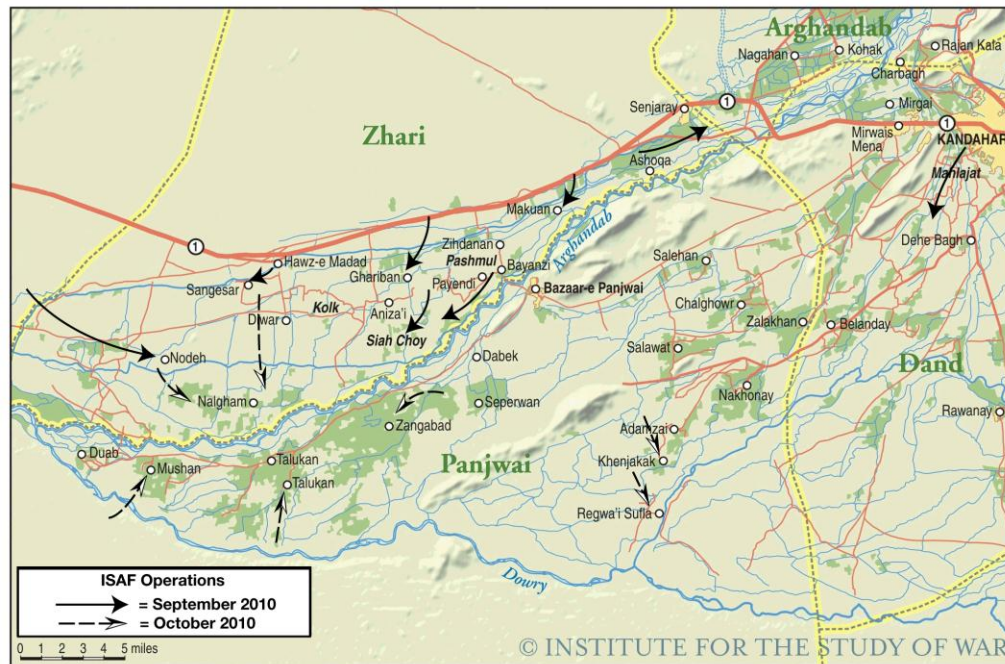 Arghandab
Nagahan
Kohak
Rajan Kala
Charbagh
Senjaray
1
Mirgai
Mirwais
Mena
1
KANDAHAR
Zhari
Ashoqa
Mahlajat
Makuan
Arghandab
Dehe Bagh
Zihdanan
Pashmul
Bayanzi
1
Hawz-e Madad
Ghariban
Payendi
Salehan
Sangesar
Bazaar-e Panjwai
Kolk
Aniza'i
Chalghowr
Diwar
Siah Choy
Zalakhan
Belanday
Nodeh
Dabek
Salawat
Dand
Nalgham
Seperwan
Nakhonay
Rawanay
Zangabad
Adamzai
Duab
Mushan
Talukan
Panjwai
Khenjakak
Talukan
Regwa'i Sufla
Dowry
ISAF Operations
= September 2010
= October 2010
0 1 2 3 4 5 miles
© INSTITUTE FOR THE STUDY OF WAR